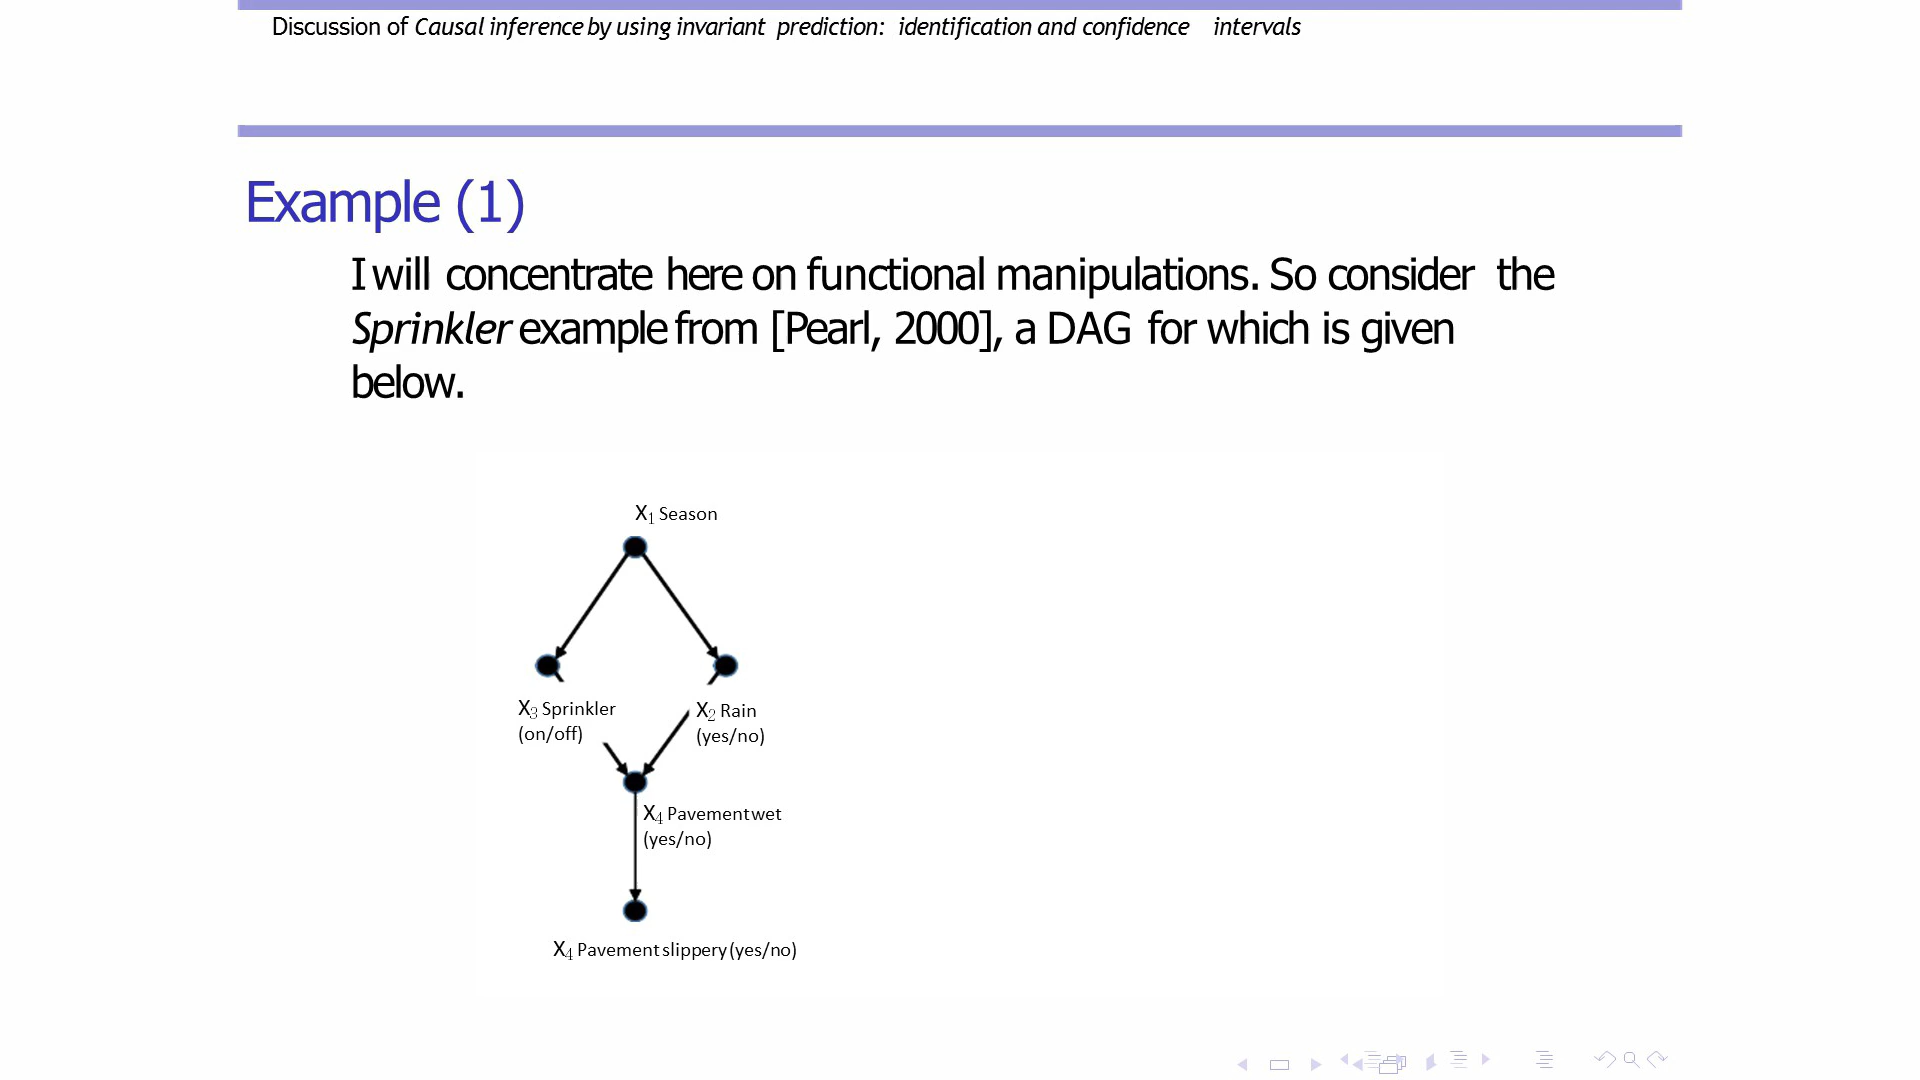 Discussion of Causal inference by using invariant prediction: identification and confidence intervals
Example (1)
I will concentrate here on functional manipulations. So consider the
Sprinkler example from [Pearl, 2000], a DAG for which is given
below.
X1 Season
X3 Sprinkler
(on/off)
X2 Rain
(yes/no)
X4 Pavement wet
(yes/no)
X4 Pavement slippery (yes/no)